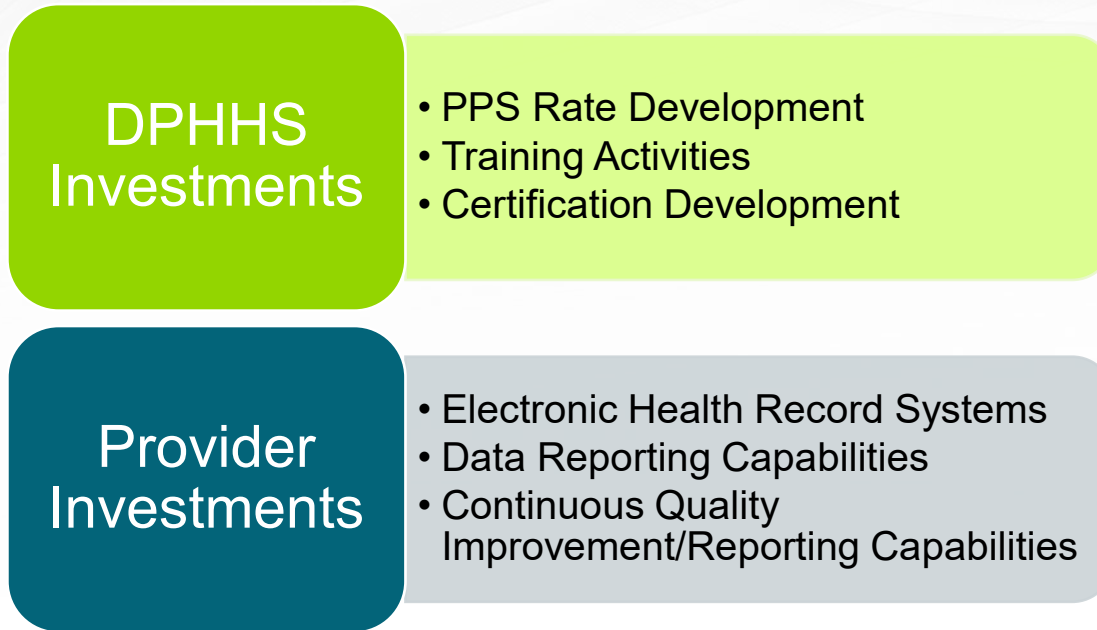 DPHHS
Investments
• PPS Rate Development
• Training Activities
• Certification Development
Provider
Investments
• Electronic Health Record Systems
• Data Reporting Capabilities
• Continuous Quality
Improvement/Reporting Capabilities